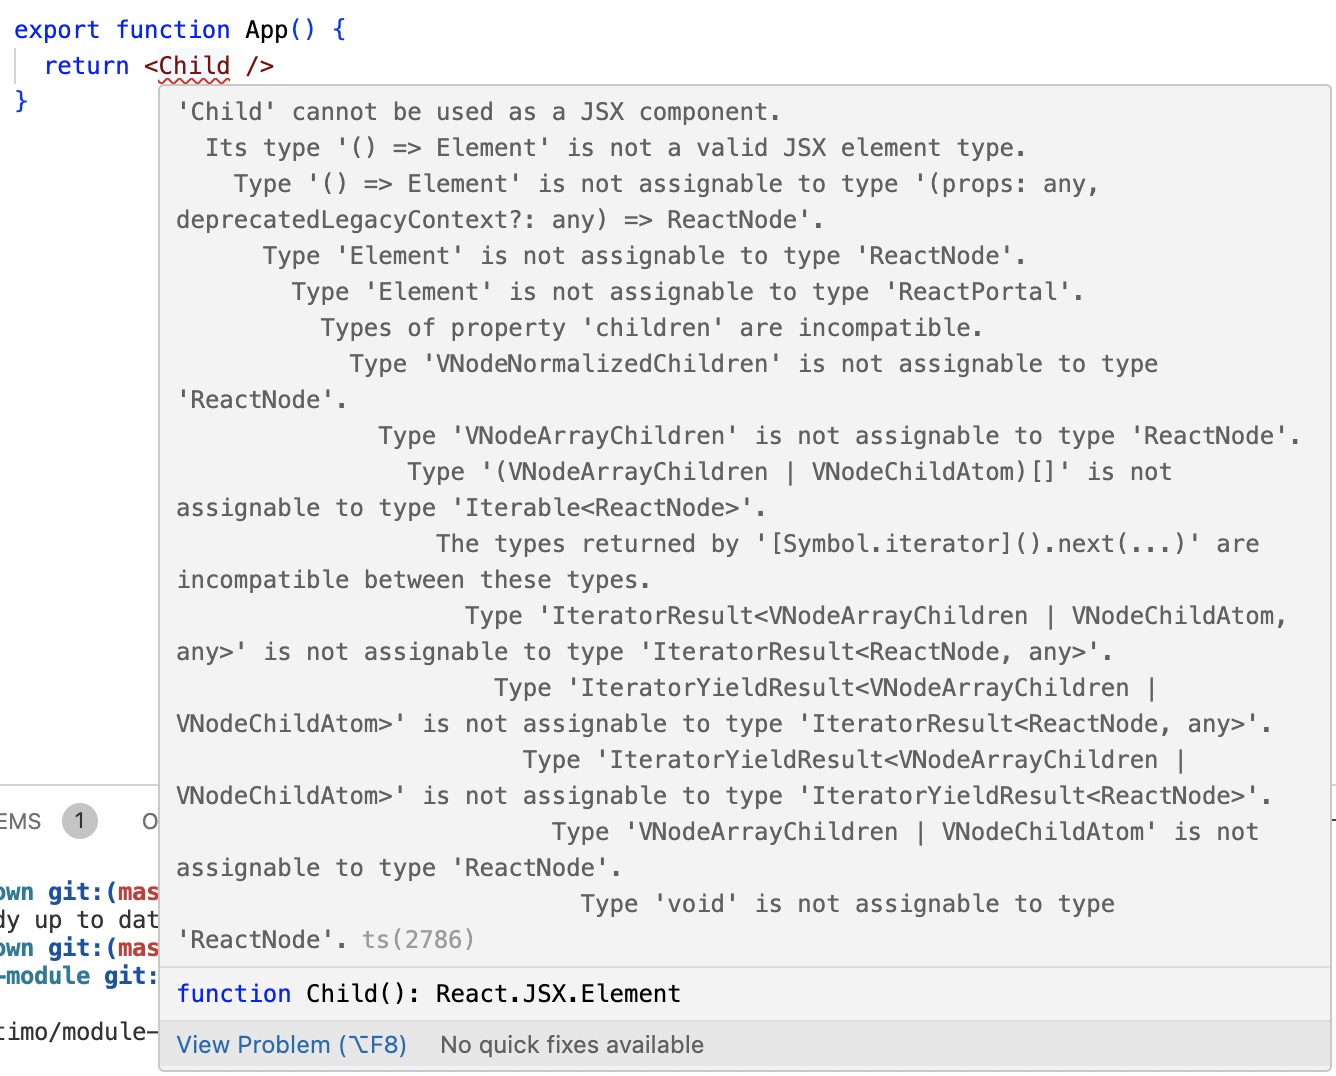 export function App() {
return <Child />
}
'Child' cannot be used as a JSX component.
Its type '() => Element' is not a valid JSX element type.
Type '() => Element' is not assignable to type '(props: any,
deprecatedLegacyContext?: any) => ReactNode'.
Type 'Element' is not assignable to type 'ReactNode'.
Type 'Element' is not assignable to type 'ReactPortal'.
Types of property 'children' are incompatible.
Type 'VNodeNormalizedChildren' is not assignable to type
'ReactNode'.
Type 'VNodeArrayChildren' is not assignable to type 'ReactNode'.
Type '(VNodeArrayChildren | VNodeChildAtom)[]' is not
assignable to type 'Iterable<ReactNode>'.
The types returned by '[Symbol.iterator]().next(...)' are
incompatible between these types.
Type 'IteratorResult<VNodeArrayChildren | VNodeChildAtom,
any>' is not assignable to type 'IteratorResult<ReactNode, any>'.
Type 'IteratorYieldResult<VNodeArrayChildren |
VNodeChildAtom>' is not assignable to type 'IteratorResult<ReactNode, any>'.
Type 'IteratorYieldResult<VNodeArrayChildren |
VNodeChildAtom>' is not assignable to type 'IteratorYieldResult<ReactNode>'.
Type 'VNodeArrayChildren | VNodeChildAtom' is not
assignable to type 'ReactNode'.
Type 'void' is not assignable to type
'ReactNode'. ts(2786)
function Child(): React.JSX.Element
View Problem (⌥F8) No quick fixes available
EMS 1 O
own git:(mas
dy up to dat
own git:(mas
-module git:
timo/module-